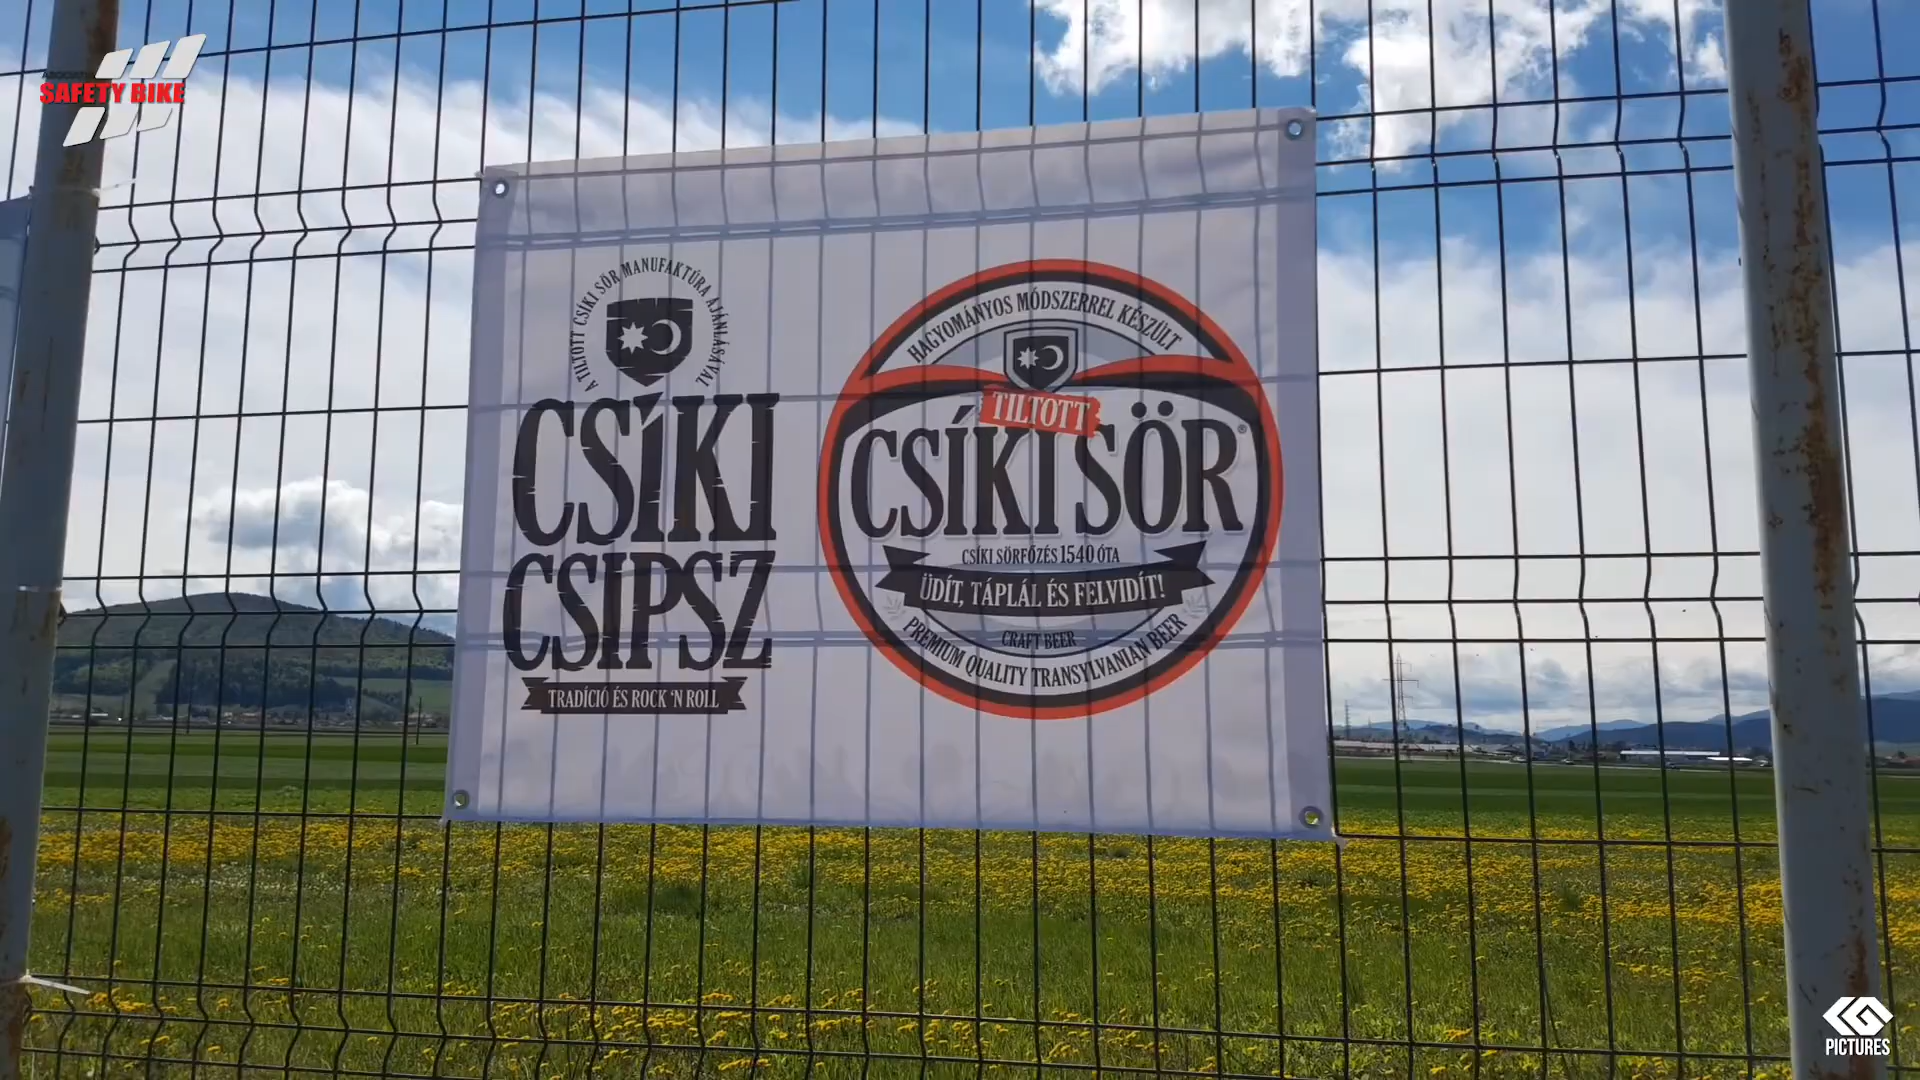 SAFETY BIKE
A TILTOTT CSÍKI SÖR MANUFAKTÚRA AJÁNLÁSÁVAL
CSÍKI
CSIPSZ
TRADÍCIÓ ÉS ROCK 'N ROLL
HAGYOMÁNYOS MÓDSZERREL KÉSZÜLT
TILTOTT
CSÍKI SÖR®
CSÍKI SÖRFŐZÉS 1540 ÓTA
ÜDÍT, TÁPLÁL ÉS FELVIDÍT!
CRAFT BEER
PREMIUM QUALITY TRANSYLVANIAN BEER
PICTURES